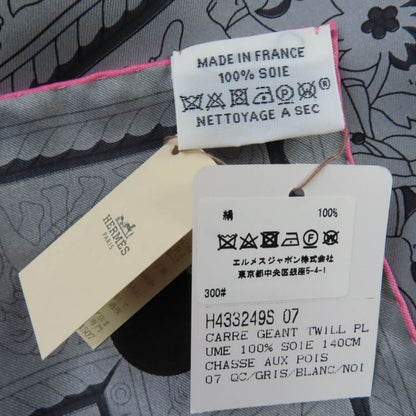 MADE IN FRANCE
100% SOIE
NETTOYAGE A SEC
HERMÈS
PARIS
絹 100%
エルメスジャポン株式会社
東京都中央区銀座5-4-1
300#
H433249S 07
CARRE GEANT TWILL PL
UME 100% SOIE 140CM
CHASSE AUX POIS
07 QC/GRIS/BLANC/NOI